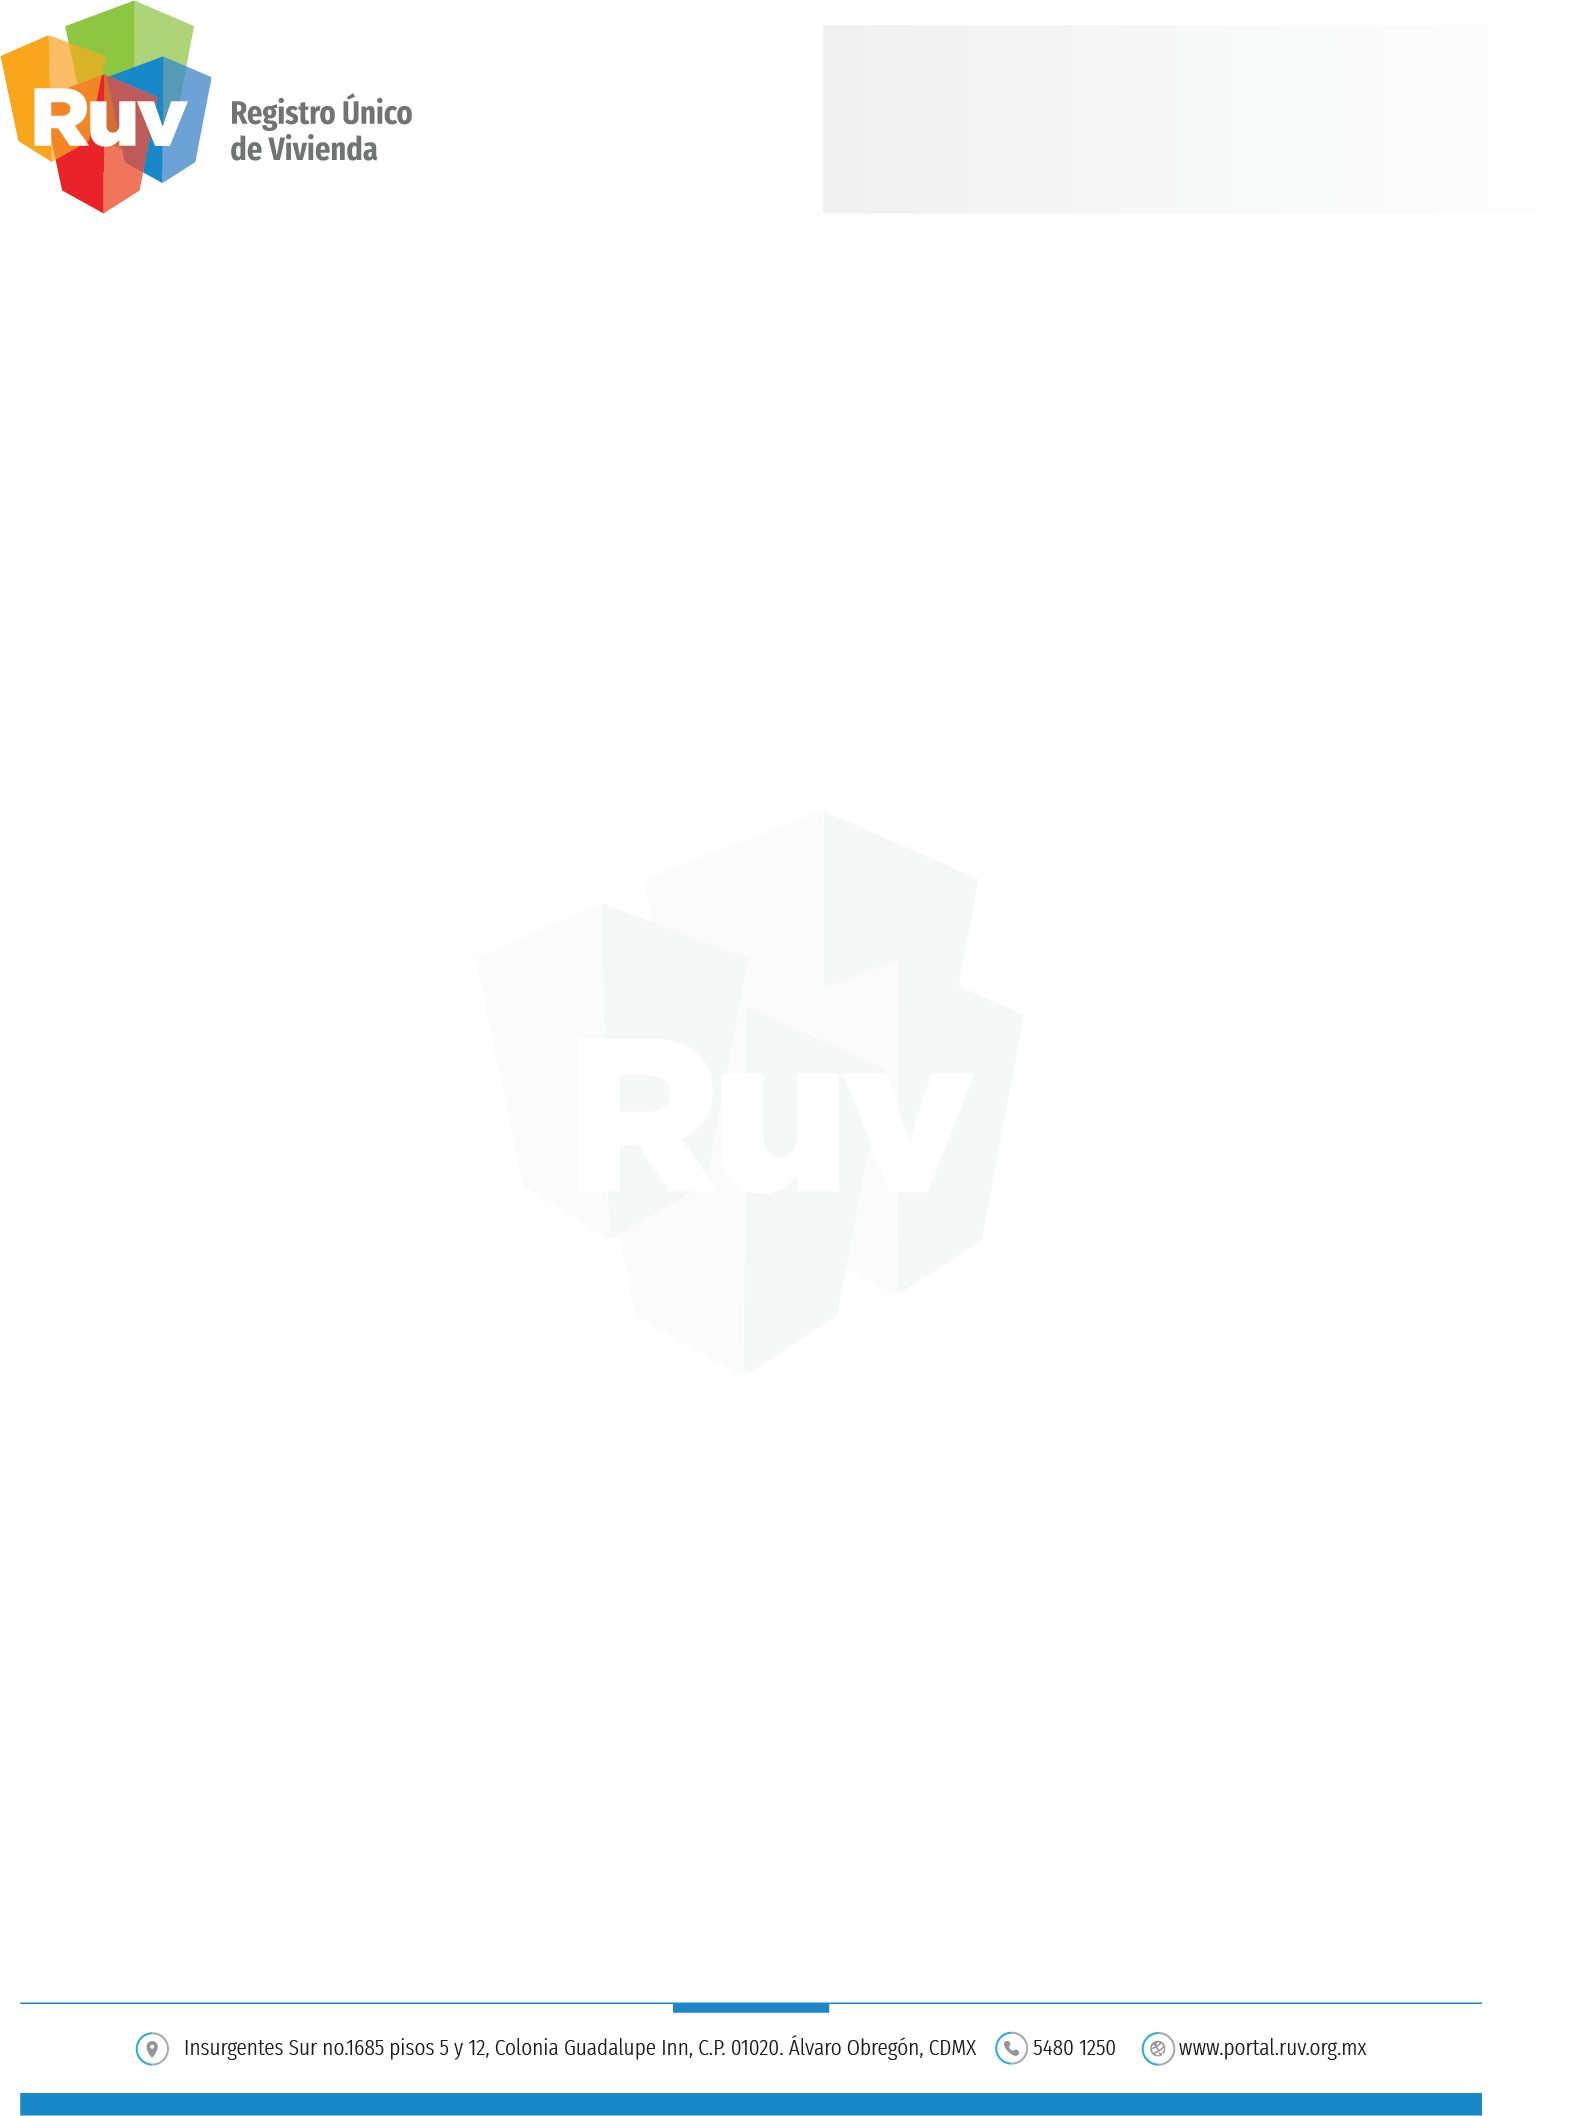 Ruv
Registro Único
de Vivienda
Ruv
Insurgentes Sur no.1685 pisos 5 y 12, Colonia Guadalupe Inn, C.P. 01020. Álvaro Obregón, CDMX 5480 1250 www.portal.ruv.org.mx